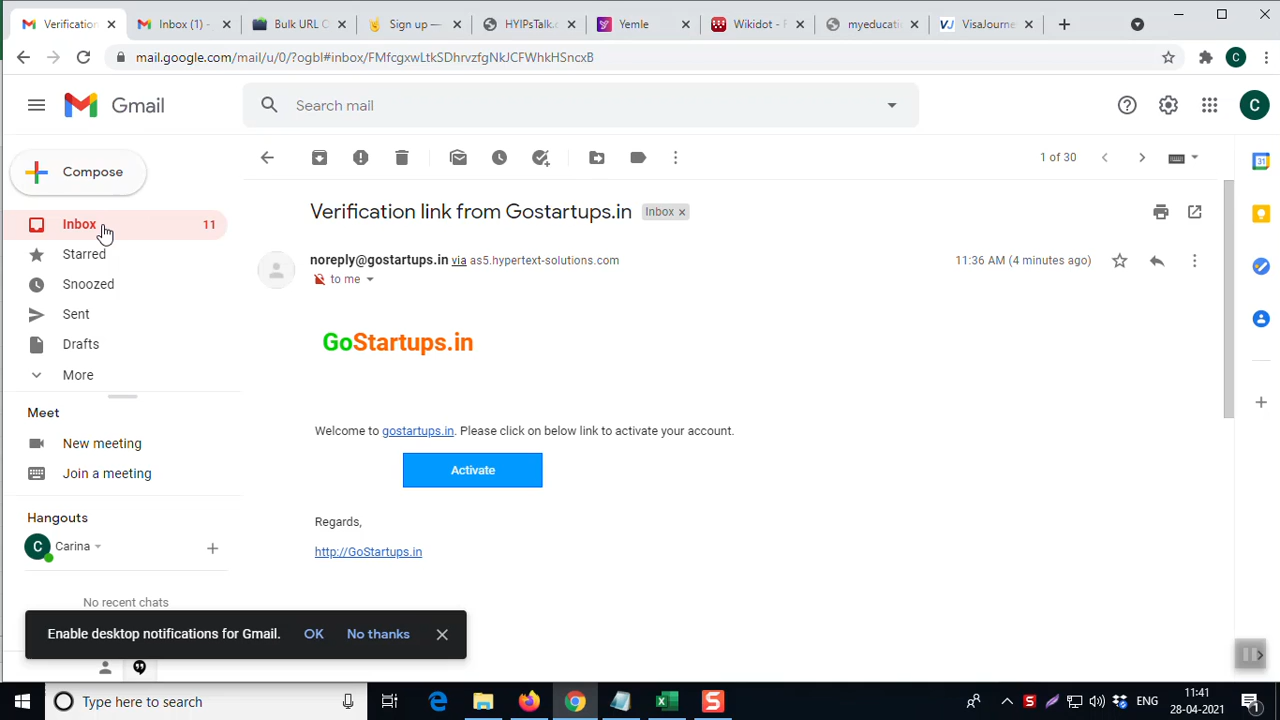 Verification
Inbox (1) -
Bulk URL C
Sign up —
HYIPsTalk.c
Yemle
Wikidot - F
myeducati
VisaJourne
mail.google.com/mail/u/0/?ogbl#inbox/FMfcgxwLtkSDhrvzfgNkJCFWhkHSncxB
C
Gmail
Search mail
C
Compose
1 of 30
Inbox 11
Starred
Snoozed
Sent
Drafts
More
Meet
New meeting
Join a meeting
Hangouts
C Carina
No recent chats
Verification link from Gostartups.in Inbox x
noreply@gostartups.in via as5.hypertext-solutions.com
11:36 AM (4 minutes ago)
to me
GoStartups.in
Welcome to gostartups.in. Please click on below link to activate your account.
Activate
Regards,
http://GoStartups.in
31
Enable desktop notifications for Gmail. OK No thanks
Type here to search
ENG
11:41
28-04-2021
1